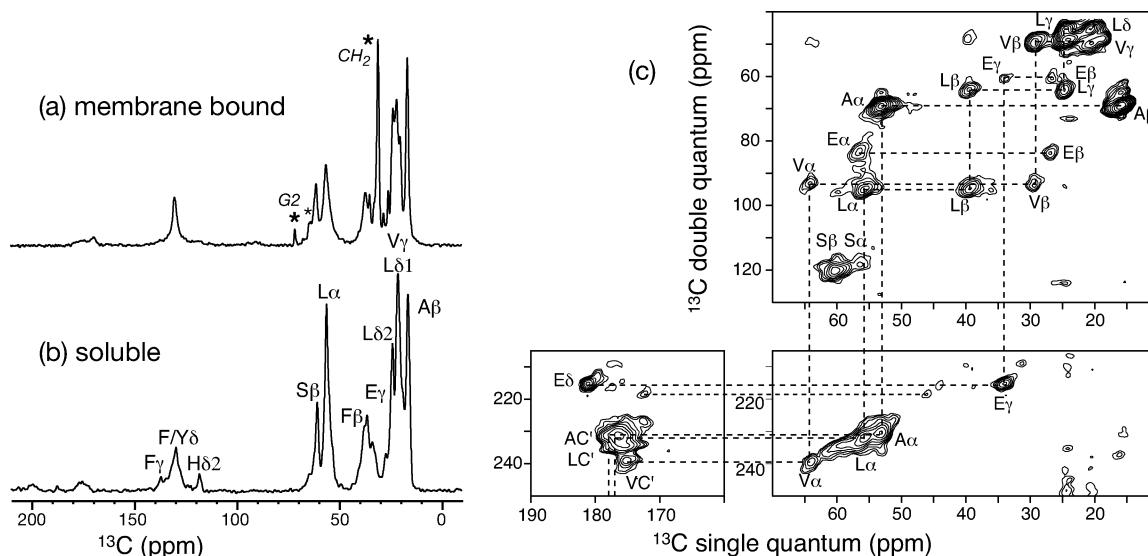 (a) membrane bound
*
CH2
G2
*
*
Vγ
Lδ1
Lδ2
Aβ
(b) soluble
Lα
Sβ
Fβ
Eγ
F/Yδ
Fγ
Hδ2
200 150 100 50 0
13C (ppm)
(c)
13C double quantum (ppm)
60
80
100
120
Lγ
Lδ
Vβ
Vγ
Eγ
Eβ
Lβ
Lγ
Aα
Aβ
Eα
Eβ
Vα
Lα
Lβ
Vβ
Sβ Sα
60 50 40 30 20
220
240
Eδ
AC'
LC'
VC'
190 180 170
220
240
Eγ
Aα
Lα
Vα
60 50 40 30 20
13C single quantum (ppm)